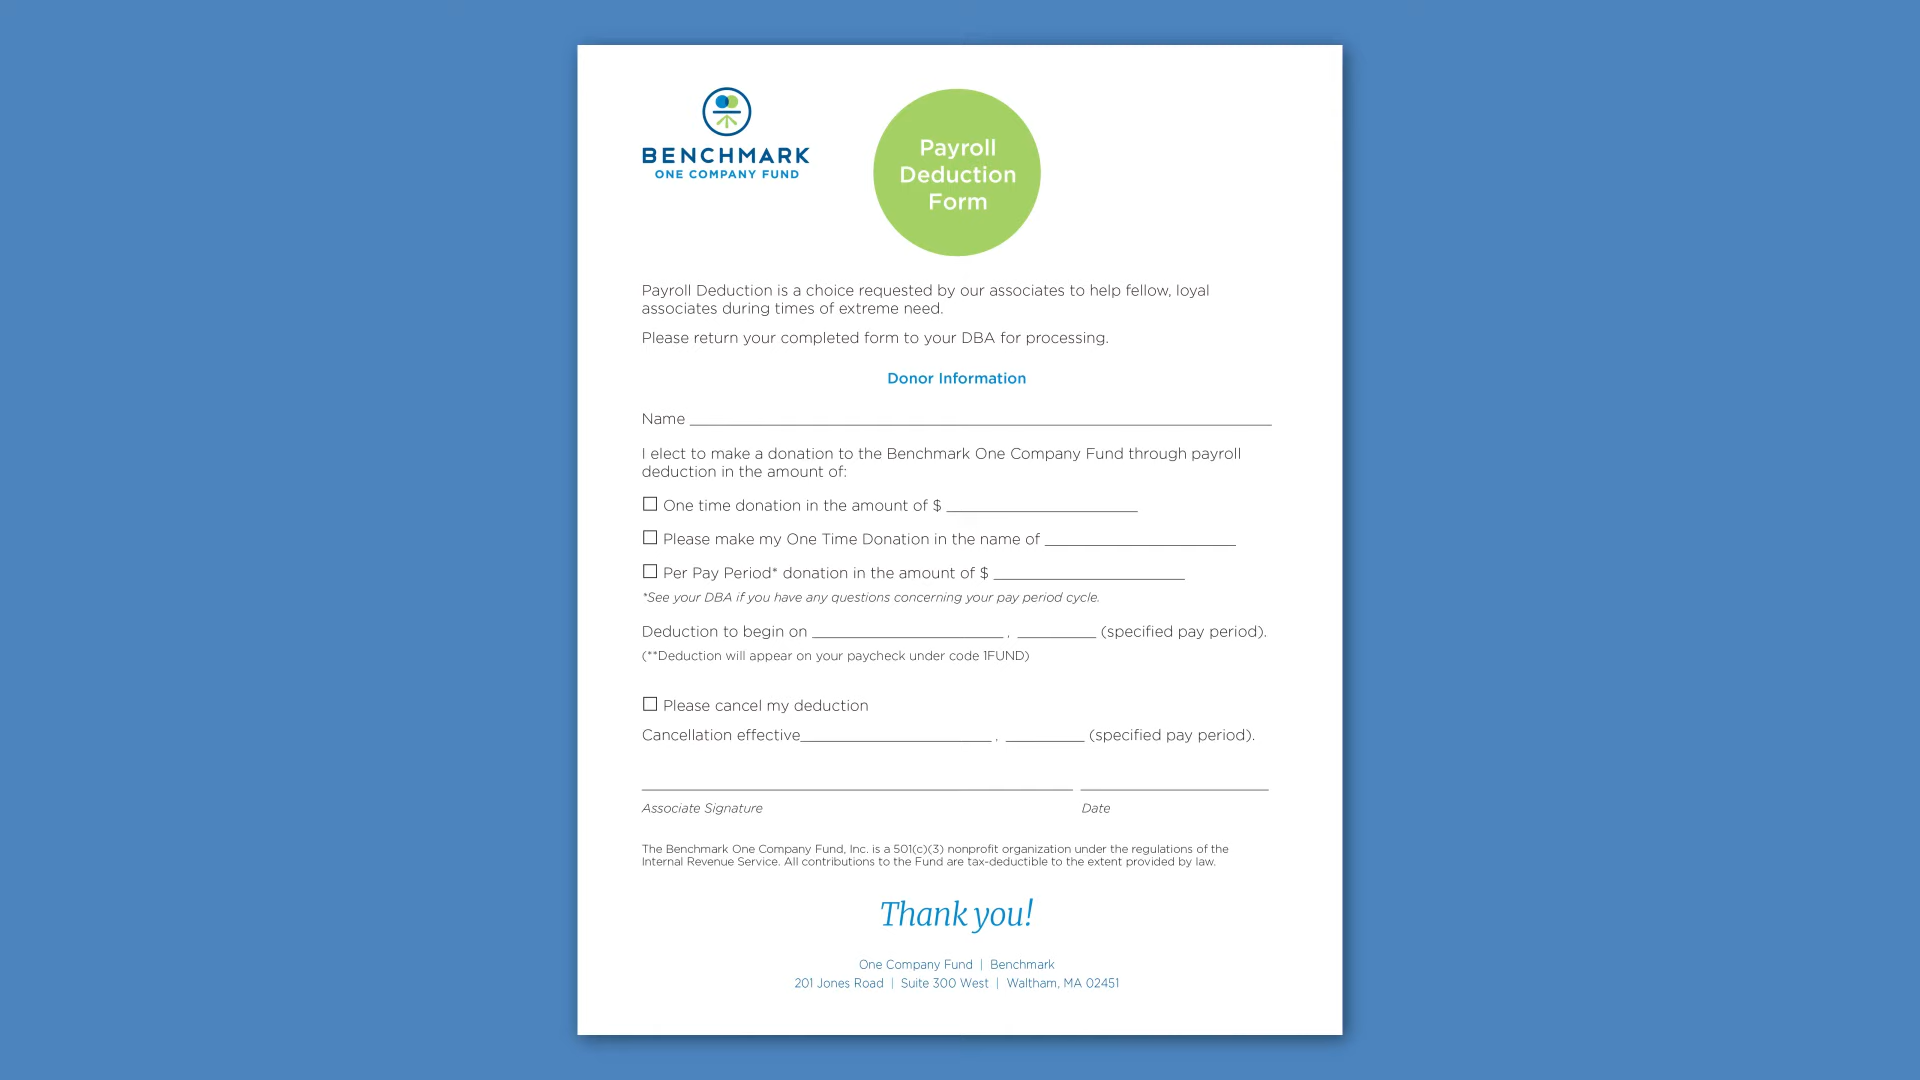 BENCHMARK
ONE COMPANY FUND
Payroll
Deduction
Form
Payroll Deduction is a choice requested by our associates to help fellow, loyal
associates during times of extreme need.
Please return your completed form to your DBA for processing.
Donor Information
Name ____________________
I elect to make a donation to the Benchmark One Company Fund through payroll
deduction in the amount of:
☐ One time donation in the amount of $ ____________________
☐ Please make my One Time Donation in the name of ____________________
☐ Per Pay Period* donation in the amount of $ ____________________
*See your DBA if you have any questions concerning your pay period cycle.
Deduction to begin on ____________________ , ________ (specified pay period).
(**Deduction will appear on your paycheck under code 1FUND)
☐ Please cancel my deduction
Cancellation effective____________________ , ________ (specified pay period).
Associate Signature Date
The Benchmark One Company Fund, Inc. is a 501(c)(3) nonprofit organization under the regulations of the
Internal Revenue Service. All contributions to the Fund are tax-deductible to the extent provided by law.
Thank you!
One Company Fund | Benchmark
201 Jones Road | Suite 300 West | Waltham, MA 02451